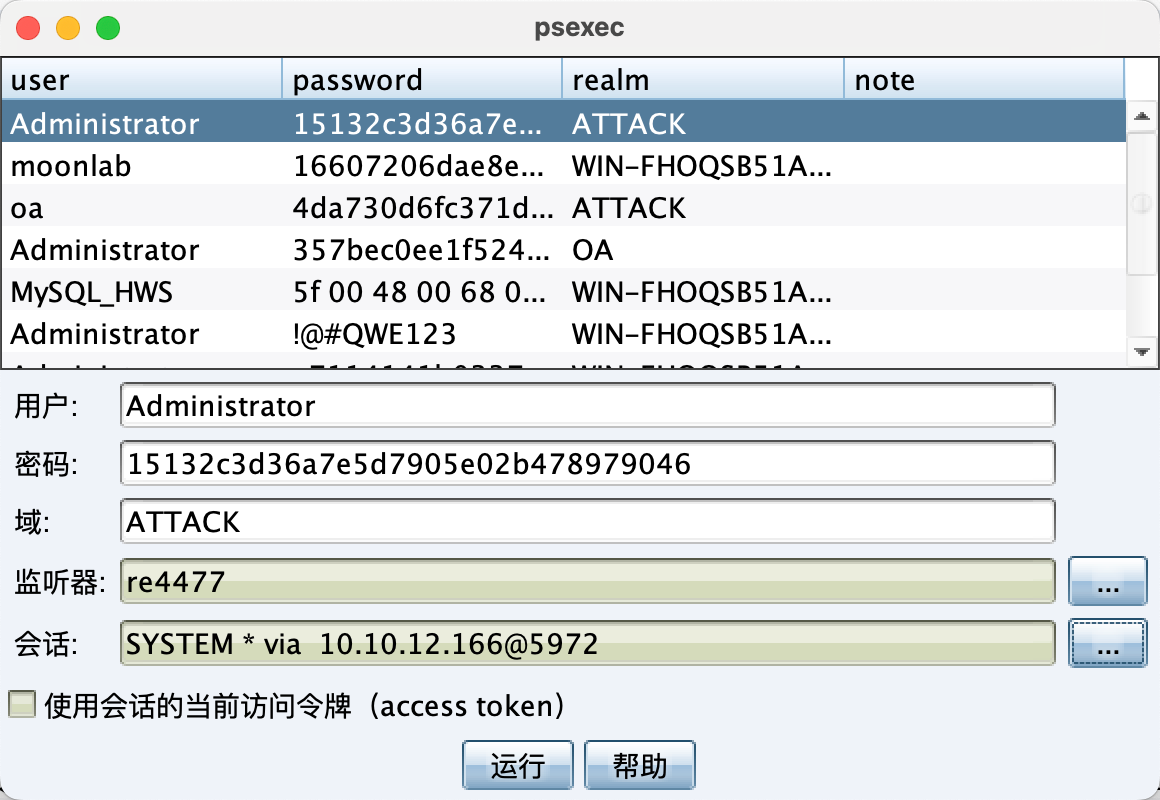 psexec
user password realm note
Administrator 15132c3d36a7e... ATTACK
moonlab 16607206dae8e... WIN-FHOQSB51A...
oa 4da730d6fc371d... ATTACK
Administrator 357bec0ee1f524... OA
MySQL_HWS 5f 00 48 00 68 0... WIN-FHOQSB51A...
Administrator !@#QWE123 WIN-FHOQSB51A...
用户: Administrator
密码: 15132c3d36a7e5d7905e02b478979046
域: ATTACK
监听器: re4477 ...
会话: SYSTEM * via 10.10.12.166@5972 ...
使用会话的当前访问令牌（access token）
运行 帮助